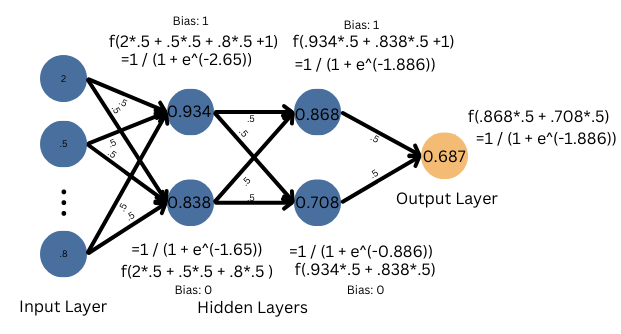 Bias: 1
f(2*.5 + .5*.5 + .8*.5 +1)
=1 / (1 + e^(-2.65))
Bias: 1
f(.934*.5 + .838*.5 +1)
=1 / (1 + e^(-1.886))
2
.5
.8
.5
.5
.5
.5
.5
.5
0.934
0.838
.5
.5
.5
.5
0.868
0.708
.5
.5
0.687
f(.868*.5 + .708*.5)
=1 / (1 + e^(-1.886))
Output Layer
=1 / (1 + e^(-1.65))
f(2*.5 + .5*.5 + .8*.5 )
Bias: 0
=1 / (1 + e^(-0.886))
f(.934*.5 + .838*.5)
Bias: 0
Input Layer
Hidden Layers